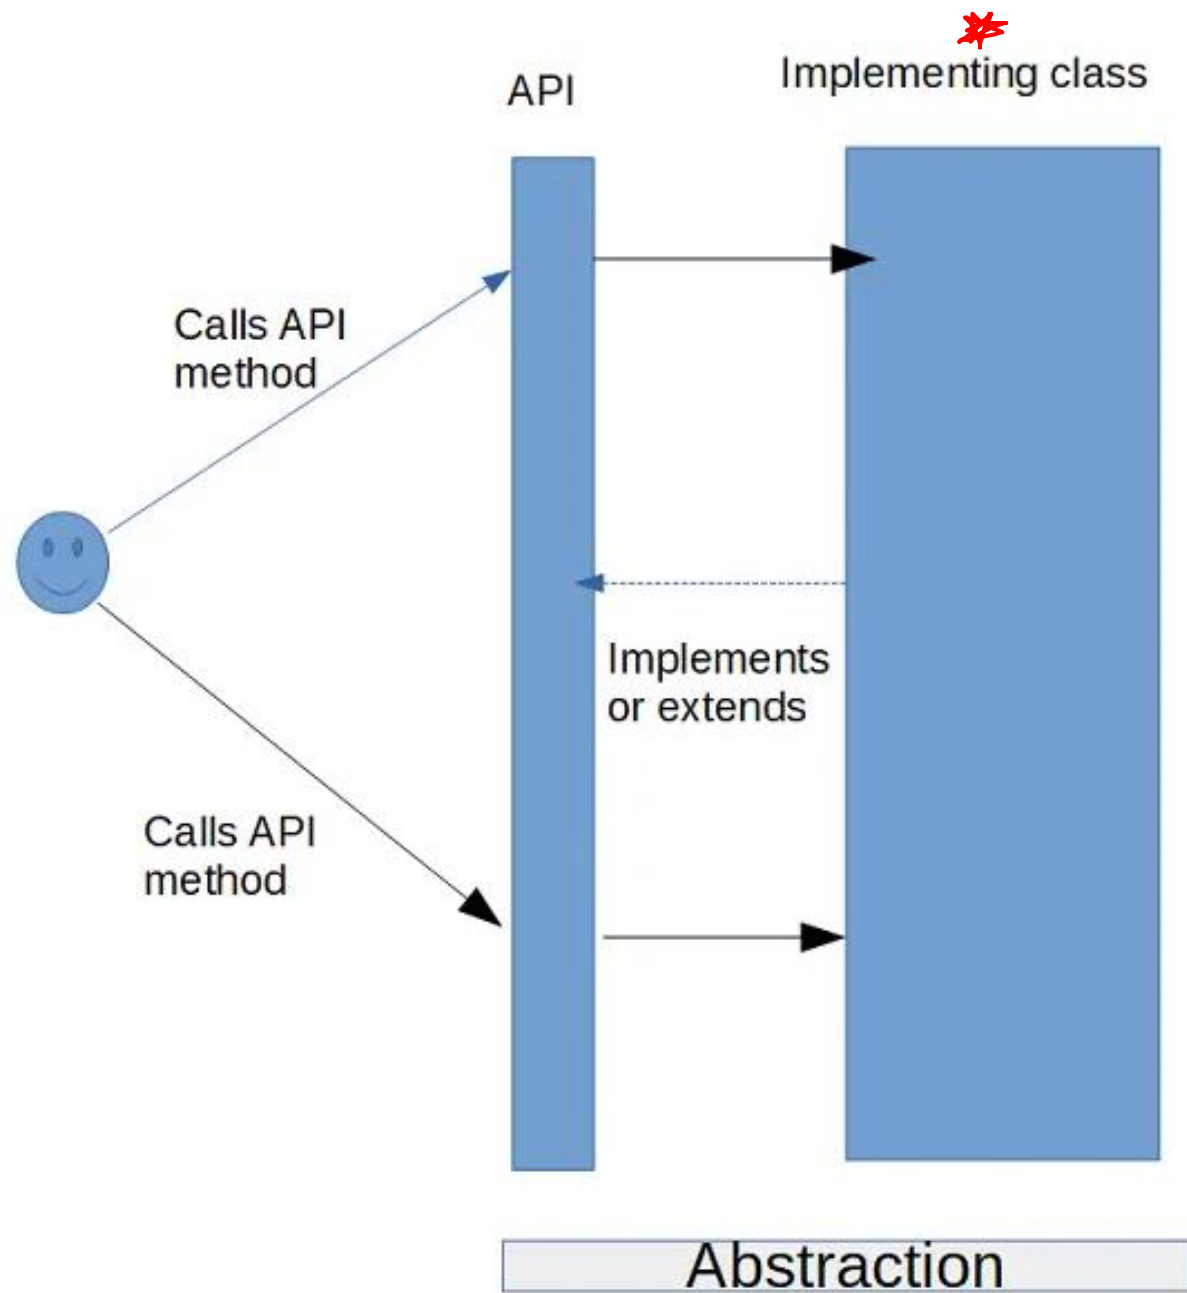 API
Implementing class
Calls API
method
Implements
or extends
Calls API
method
Abstraction